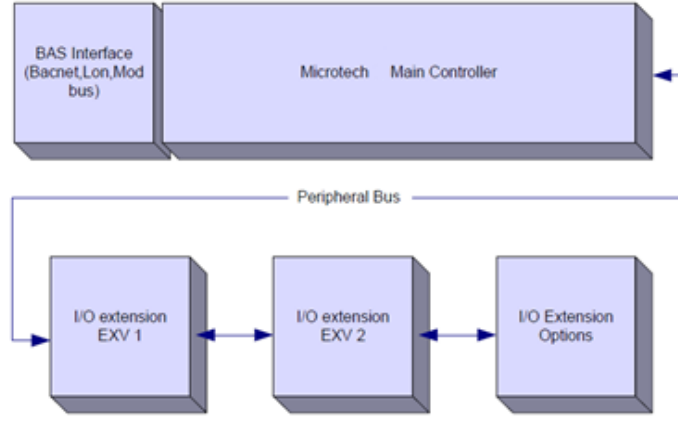 BAS Interface
(Bacnet,Lon,Mod
bus)
Microtech Main Controller
Peripheral Bus
I/O extension
EXV 1
I/O extension
EXV 2
I/O Extension
Options